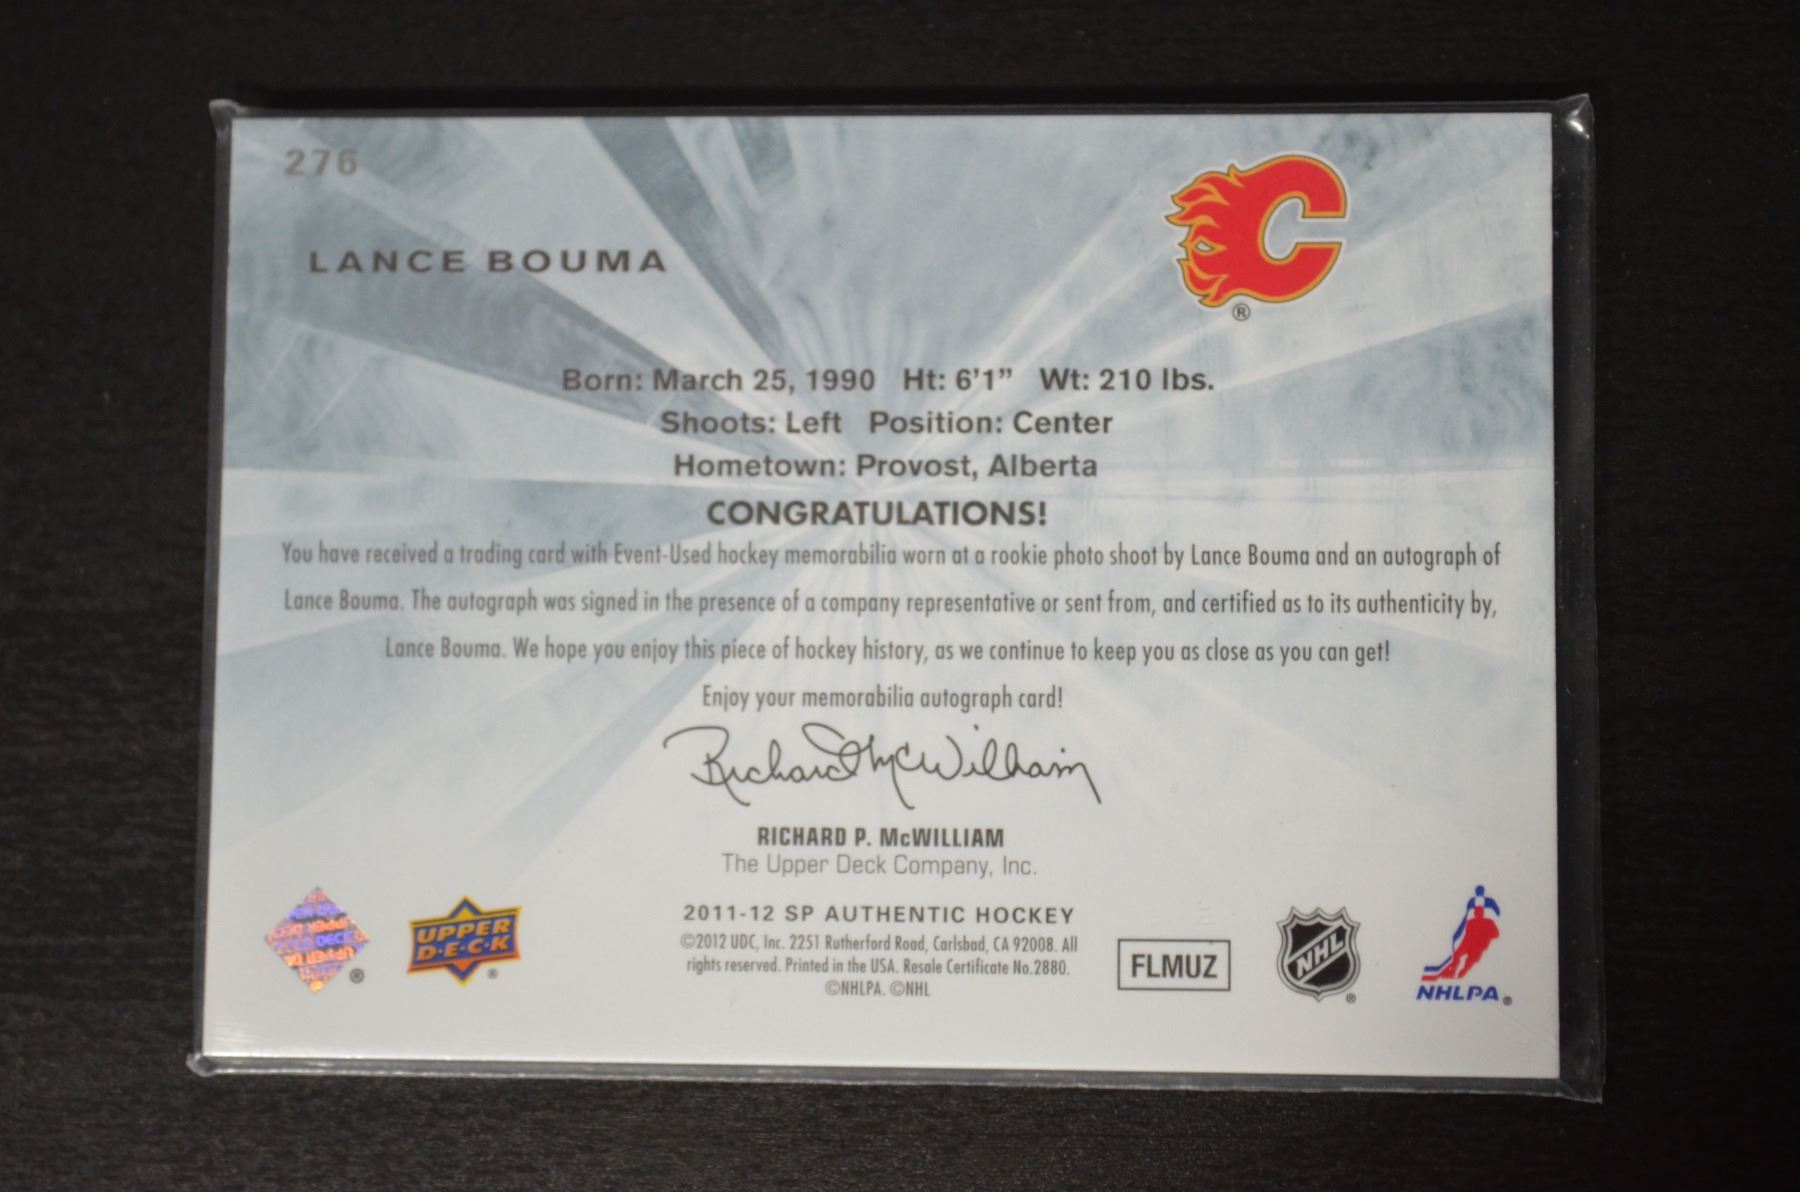 276
LANCE BOUMA
®
Born: March 25, 1990 Ht: 6'1” Wt: 210 lbs.
Shoots: Left Position: Center
Hometown: Provost, Alberta
CONGRATULATIONS!
You have received a trading card with Event-Used hockey memorabilia worn at a rookie photo shoot by Lance Bouma and an autograph of
Lance Bouma. The autograph was signed in the presence of a company representative or sent from, and certified as to its authenticity by,
Lance Bouma. We hope you enjoy this piece of hockey history, as we continue to keep you as close as you can get!
Enjoy your memorabilia autograph card!
Richard McWilliam
RICHARD P. McWILLIAM
The Upper Deck Company, Inc.
UPPER
D·E·C·K
®
2011-12 SP AUTHENTIC HOCKEY
©2012 UDC, Inc. 2251 Rutherford Road, Carlsbad, CA 92008. All
rights reserved. Printed in the USA. Resale Certificate No.2880.
©NHLPA. ©NHL
FLMUZ
NHL
®
NHLPA®